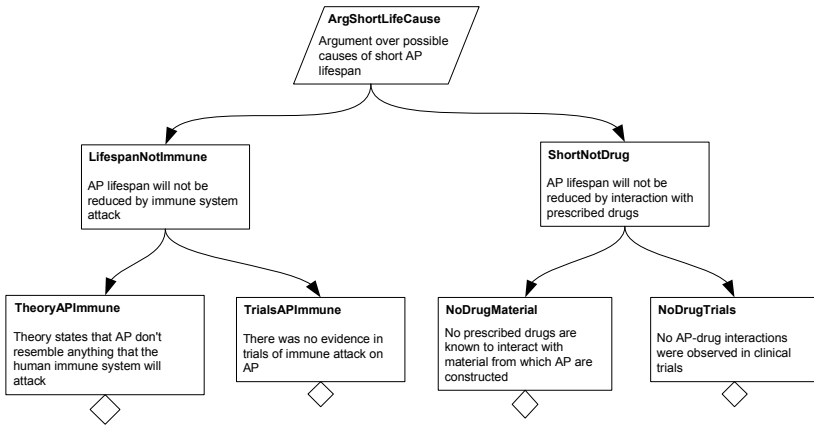 ArgShortLifeCause
Argument over possible
causes of short AP
lifespan
LifespanNotImmune
AP lifespan will not be
reduced by immune system
attack
ShortNotDrug
AP lifespan will not be
reduced by interaction with
prescribed drugs
TheoryAPImmune
Theory states that AP don't
resemble anything that the
human immune system will
attack
TrialsAPImmune
There was no evidence in
trials of immune attack on
AP
NoDrugMaterial
No prescribed drugs are
known to interact with
material from which AP are
constructed
NoDrugTrials
No AP-drug interactions
were observed in clinical
trials